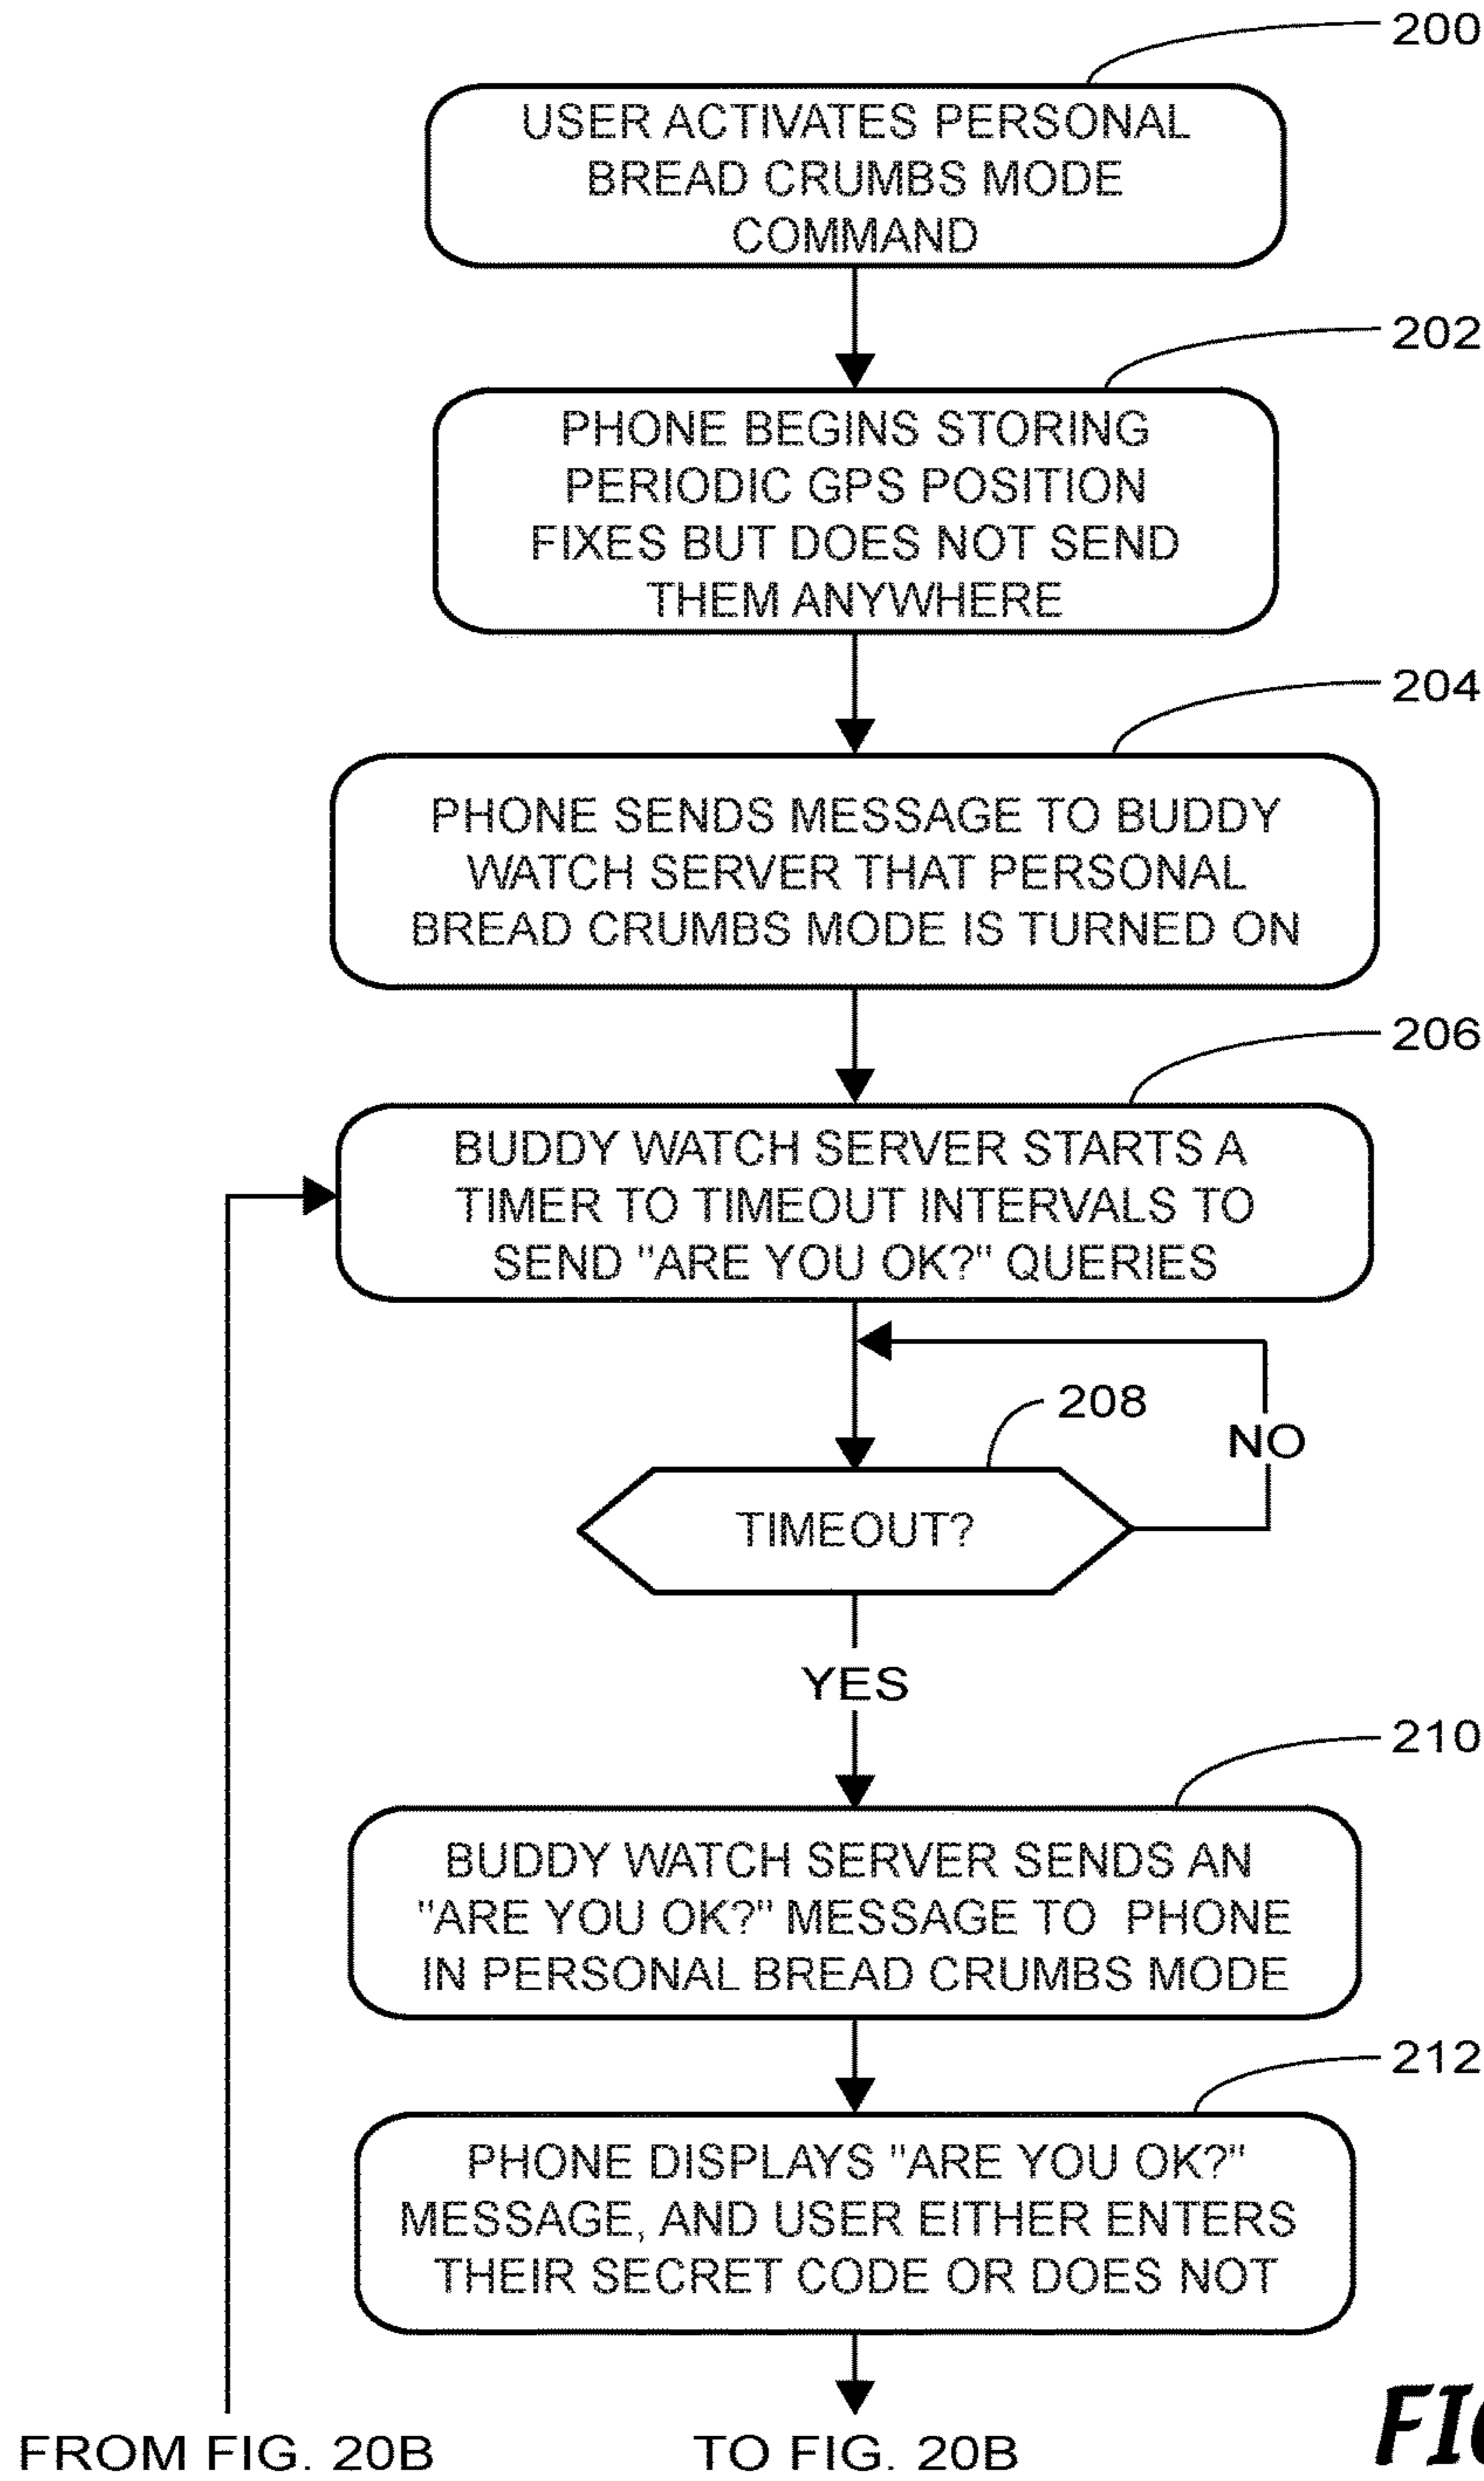 200
USER ACTIVATES PERSONAL
BREAD CRUMBS MODE
COMMAND
202
PHONE BEGINS STORING
PERIODIC GPS POSITION
FIXES BUT DOES NOT SEND
THEM ANYWHERE
204
PHONE SENDS MESSAGE TO BUDDY
WATCH SERVER THAT PERSONAL
BREAD CRUMBS MODE IS TURNED ON
206
BUDDY WATCH SERVER STARTS A
TIMER TO TIMEOUT INTERVALS TO
SEND "ARE YOU OK?" QUERIES
208
NO
TIMEOUT?
YES
210
BUDDY WATCH SERVER SENDS AN
"ARE YOU OK?" MESSAGE TO PHONE
IN PERSONAL BREAD CRUMBS MODE
212
PHONE DISPLAYS "ARE YOU OK?"
MESSAGE, AND USER EITHER ENTERS
THEIR SECRET CODE OR DOES NOT
FROM FIG. 20B
TO FIG. 20B